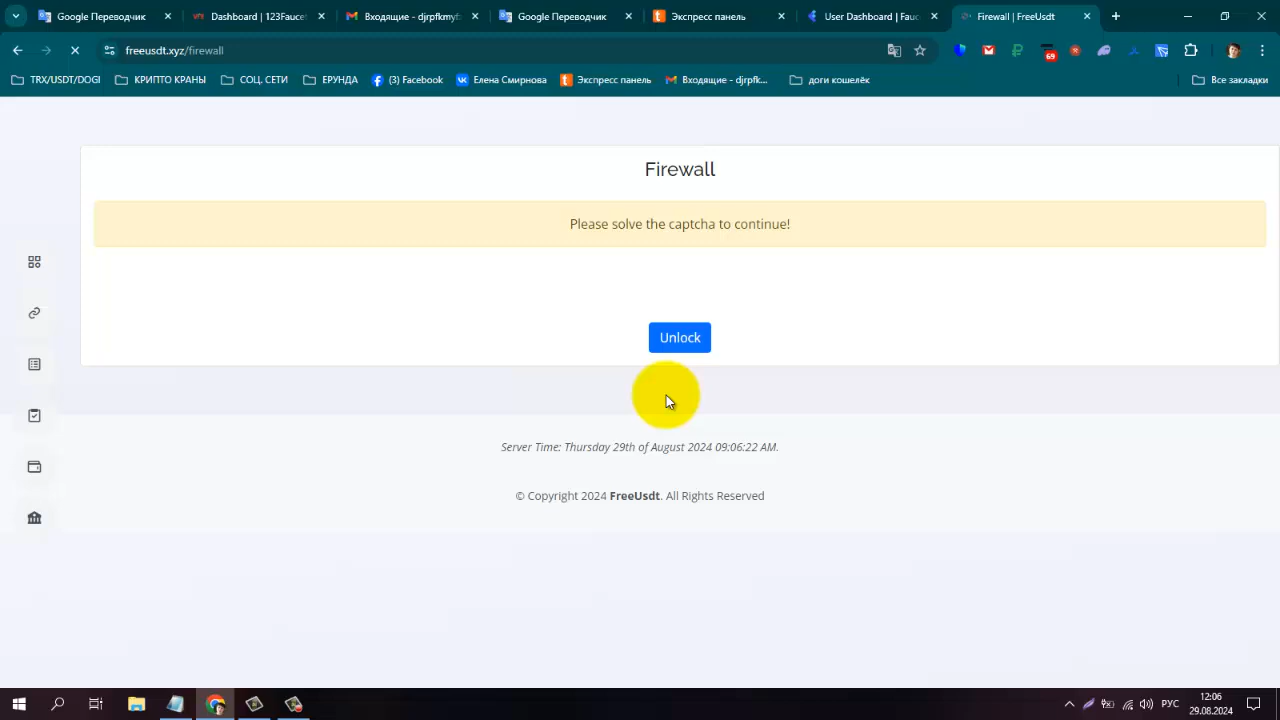 Google Переводчик
Dashboard | 123Fauce
Входящие - djrpfkmyf
Google Переводчик
Экспресс панель
User Dashboard | Fauc
Firewall | FreeUsdt
freeusdt.xyz/firewall
69
TRX/USDT/DOGI
КРИПТО КРАНЫ
СОЦ. СЕТИ
ЕРУНДА
(3) Facebook
Елена Смирнова
Экспресс панель
Входящие - djrpfk...
доги кошелёк
Все закладки
Firewall
Please solve the captcha to continue!
Unlock
Server Time: Thursday 29th of August 2024 09:06:22 AM.
© Copyright 2024 FreeUsdt. All Rights Reserved
РУС
12:06
29.08.2024